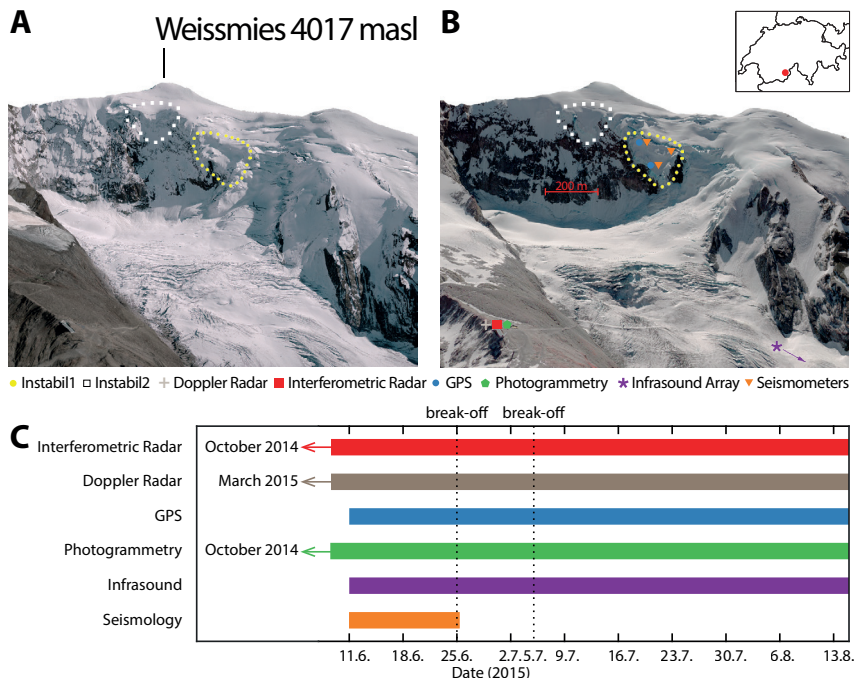 A
Weissmies 4017 masl
B
200 m
Instabil1 Instabil2 Doppler Radar Interferometric Radar GPS Photogrammetry Infrasound Array Seismometers
break-off break-off
C
Interferometric Radar October 2014
Doppler Radar March 2015
GPS
Photogrammetry October 2014
Infrasound
Seismology
11.6. 18.6. 25.6. 2.7. 5.7. 9.7. 16.7. 23.7. 30.7. 6.8. 13.8.
Date (2015)